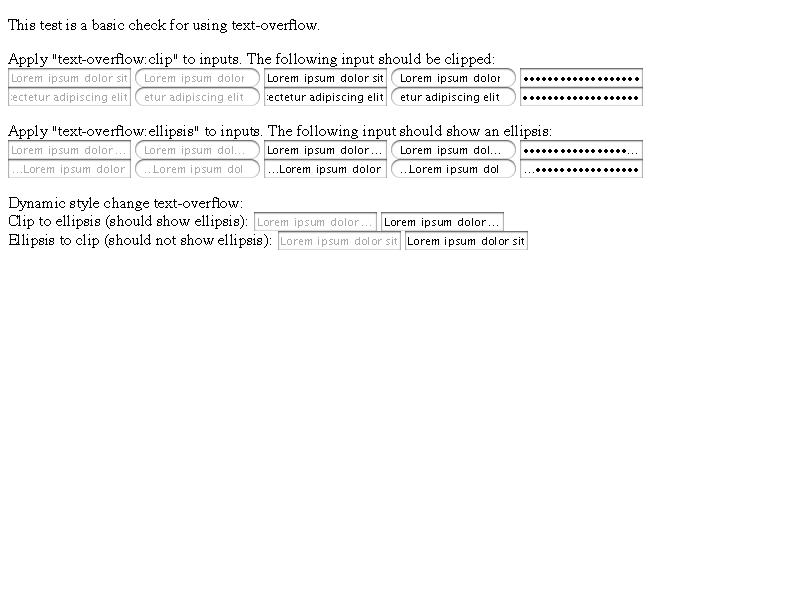 This test is a basic check for using text-overflow.
Apply "text-overflow:clip" to inputs. The following input should be clipped:
Lorem ipsum dolor sit Lorem ipsum dolor Lorem ipsum dolor sit Lorem ipsum dolor •••••••••••••••••••
ectetur adipiscing elit etur adipiscing elit ectetur adipiscing elit etur adipiscing elit •••••••••••••••••••
Apply "text-overflow:ellipsis" to inputs. The following input should show an ellipsis:
Lorem ipsum dolor... Lorem ipsum dol... Lorem ipsum dolor... Lorem ipsum dol... •••••••••••••••••...
...Lorem ipsum dolor ..Lorem ipsum dol ...Lorem ipsum dolor ..Lorem ipsum dol ...•••••••••••••••••
Dynamic style change text-overflow:
Clip to ellipsis (should show ellipsis): Lorem ipsum dolor... Lorem ipsum dolor...
Ellipsis to clip (should not show ellipsis): Lorem ipsum dolor sit Lorem ipsum dolor sit